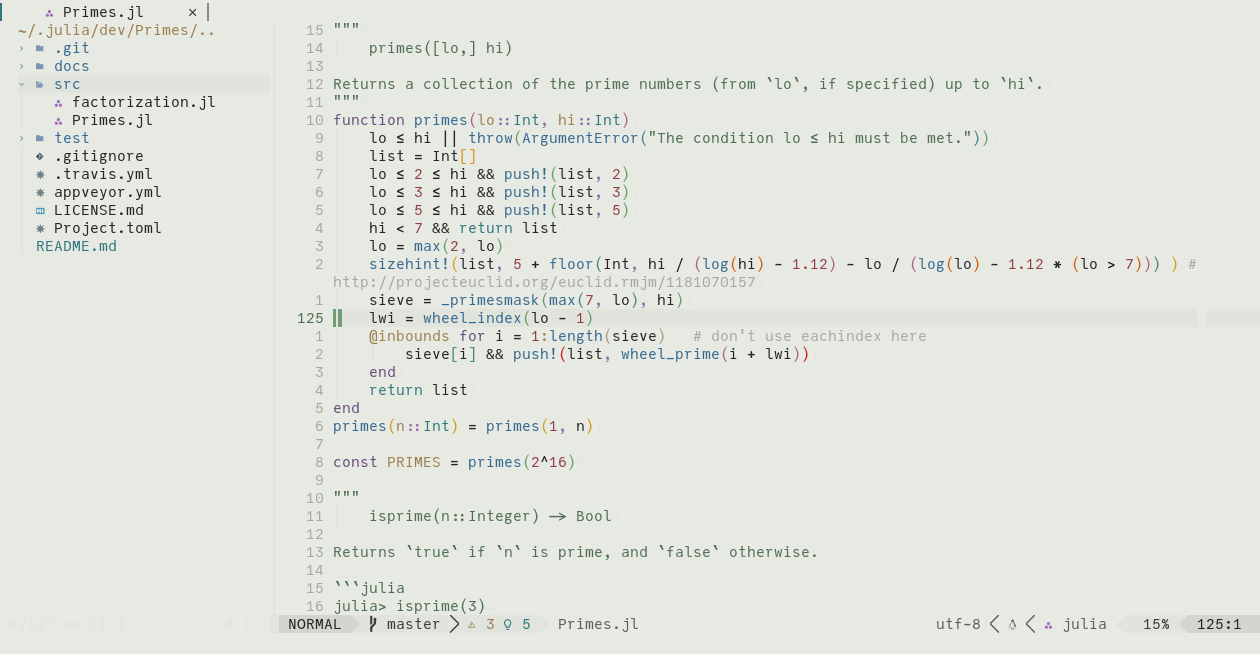 Primes.jl ×
~/.julia/dev/Primes/..
.git
docs
src
factorization.jl
Primes.jl
test
.gitignore
.travis.yml
appveyor.yml
LICENSE.md
Project.toml
README.md
15 """
14     primes([lo,] hi)
13
12 Returns a collection of the prime numbers (from `lo`, if specified) up to `hi`.
11 """
10 function primes(lo::Int, hi::Int)
9     lo ≤ hi || throw(ArgumentError("The condition lo ≤ hi must be met."))
8     list = Int[]
7     lo ≤ 2 ≤ hi && push!(list, 2)
6     lo ≤ 3 ≤ hi && push!(list, 3)
5     lo ≤ 5 ≤ hi && push!(list, 5)
4     hi < 7 && return list
3     lo = max(2, lo)
2     sizehint!(list, 5 + floor(Int, hi / (log(hi) - 1.12) - lo / (log(lo) - 1.12 * (lo > 7))) ) #
http://projecteuclid.org/euclid.rmjm/1181070157
1     sieve = _primesmask(max(7, lo), hi)
125     lwi = wheel_index(lo - 1)
1     @inbounds for i = 1:length(sieve)   # don't use eachindex here
2         sieve[i] && push!(list, wheel_prime(i + lwi))
3     end
4     return list
5 end
6 primes(n::Int) = primes(1, n)
7
8 const PRIMES = primes(2^16)
9
10 """
11     isprime(n::Integer) -> Bool
12
13 Returns `true` if `n` is prime, and `false` otherwise.
14
15 ```julia
16 julia> isprime(3)
NORMAL master 3 5 Primes.jl utf-8 julia 15% 125:1